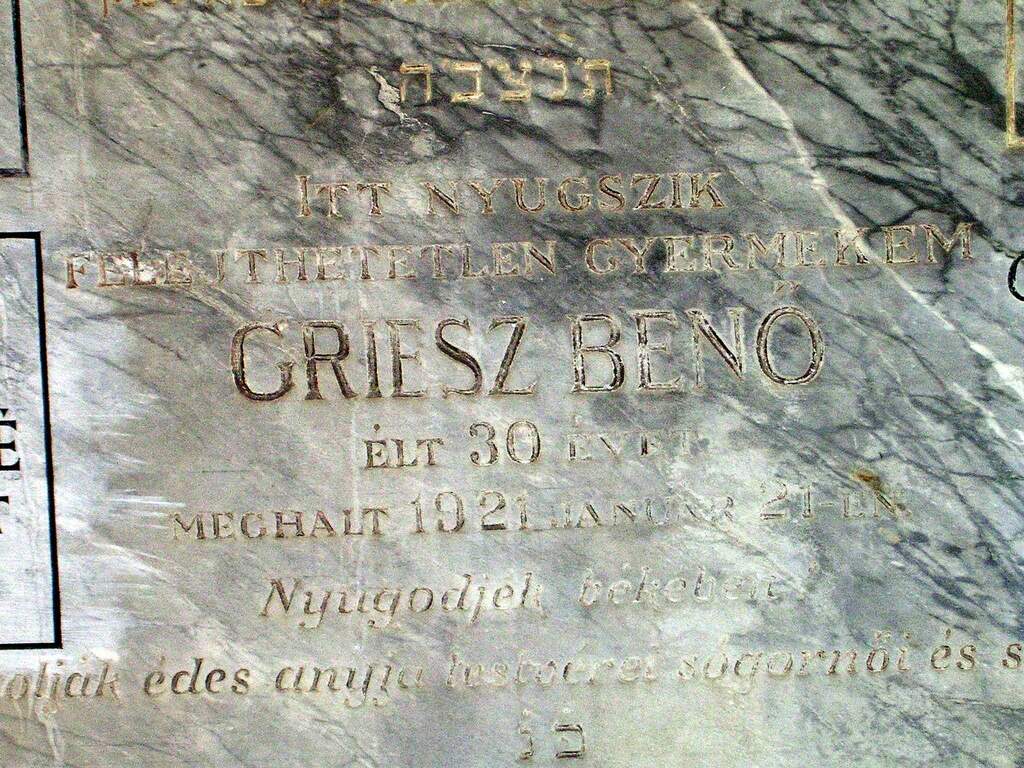 תנצבה
ITT NYUGSZIK
FELEJTHETETLEN GYERMEKEM
GRIESZ BENŐ
ÉLT 30 ÉVET
MEGHALT 1921 JANUÁR 21-ÉN
Nyugodjék békében!
olják édes anyja testvérei sógornői és s